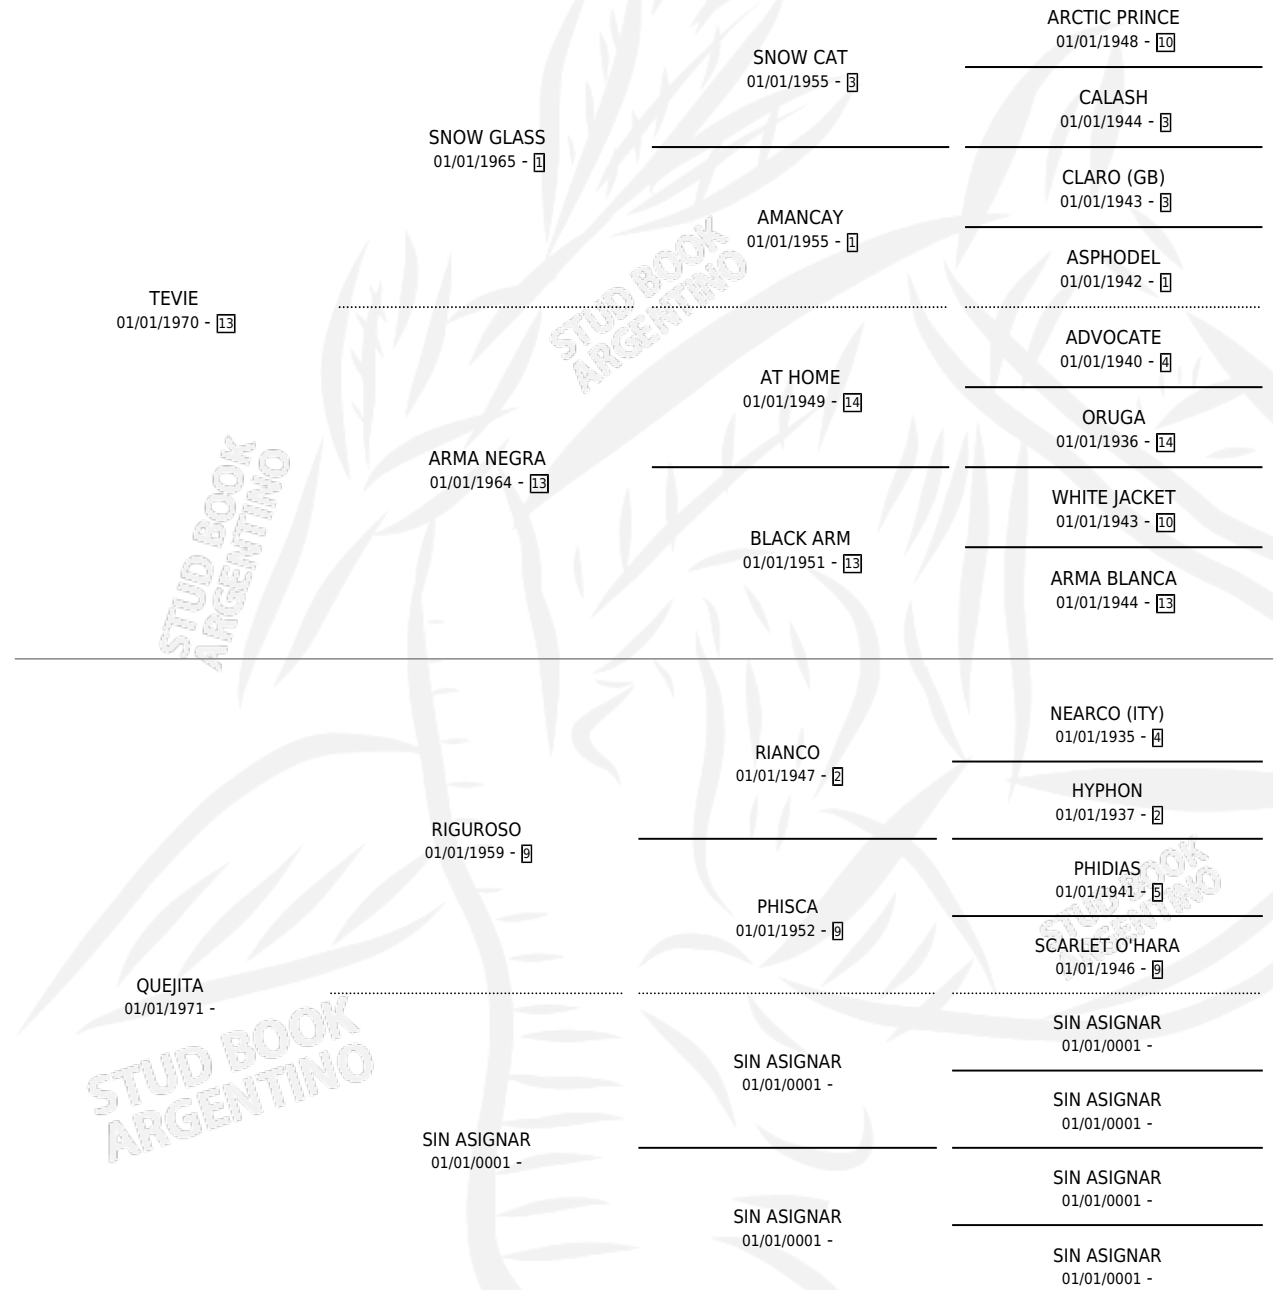 ARCTIC PRINCE
01/01/1948 - 10
SNOW CAT
01/01/1955 - 3
CALASH
01/01/1944 - 3
SNOW GLASS
01/01/1965 - 1
CLARO (GB)
01/01/1943 - 3
AMANCAY
01/01/1955 - 1
ASPHODEL
01/01/1942 - 1
TEVIE
01/01/1970 - 13
STUD BOOK
ARGENTINO
ADVOCATE
01/01/1940 - 4
AT HOME
01/01/1949 - 14
ORUGA
01/01/1936 - 14
ARMA NEGRA
01/01/1964 - 13
WHITE JACKET
01/01/1943 - 10
BLACK ARM
01/01/1951 - 13
ARMA BLANCA
01/01/1944 - 13
STUD BOOK
ARGENTINO
NEARCO (ITY)
01/01/1935 - 4
RIANCO
01/01/1947 - 2
HYPHON
01/01/1937 - 2
RIGUROSO
01/01/1959 - 9
PHIDIAS
01/01/1941 - 5
STUD BOOK
ARGENTINO
PHISCA
01/01/1952 - 9
SCARLET O'HARA
01/01/1946 - 9
QUEJITA
01/01/1971 -
STUD BOOK
ARGENTINO
SIN ASIGNAR
01/01/0001 -
SIN ASIGNAR
01/01/0001 -
SIN ASIGNAR
01/01/0001 -
SIN ASIGNAR
01/01/0001 -
SIN ASIGNAR
01/01/0001 -
SIN ASIGNAR
01/01/0001 -
SIN ASIGNAR
01/01/0001 -